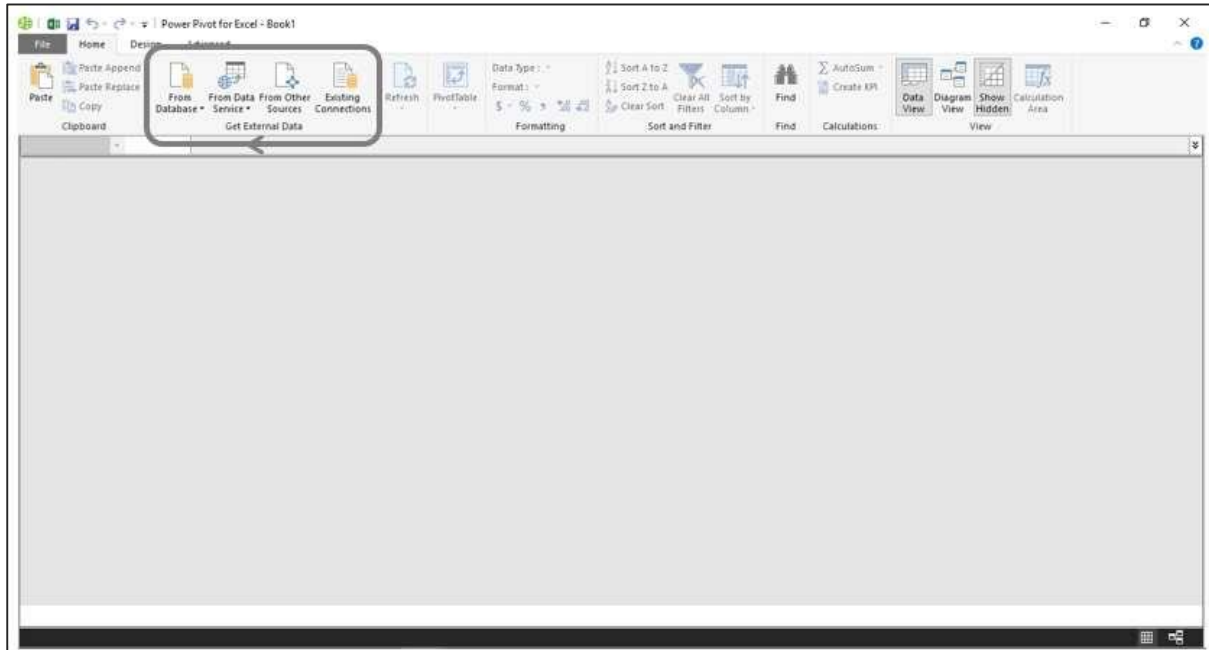 Power Pivot for Excel - Book1
File Home Design Advanced
Paste
Paste Append
Paste Replace
Copy
Clipboard
From Database
From Data Service
From Other Sources
Existing Connections
Get External Data
Refresh
PivotTable
Data Type :
Format :
$ % ,
Formatting
Sort A to Z
Sort Z to A
Clear Sort
Clear All Filters
Sort by Column
Sort and Filter
Find
Find
AutoSum
Create KPI
Calculations
Data View
Diagram View
Show Hidden
Calculation Area
View